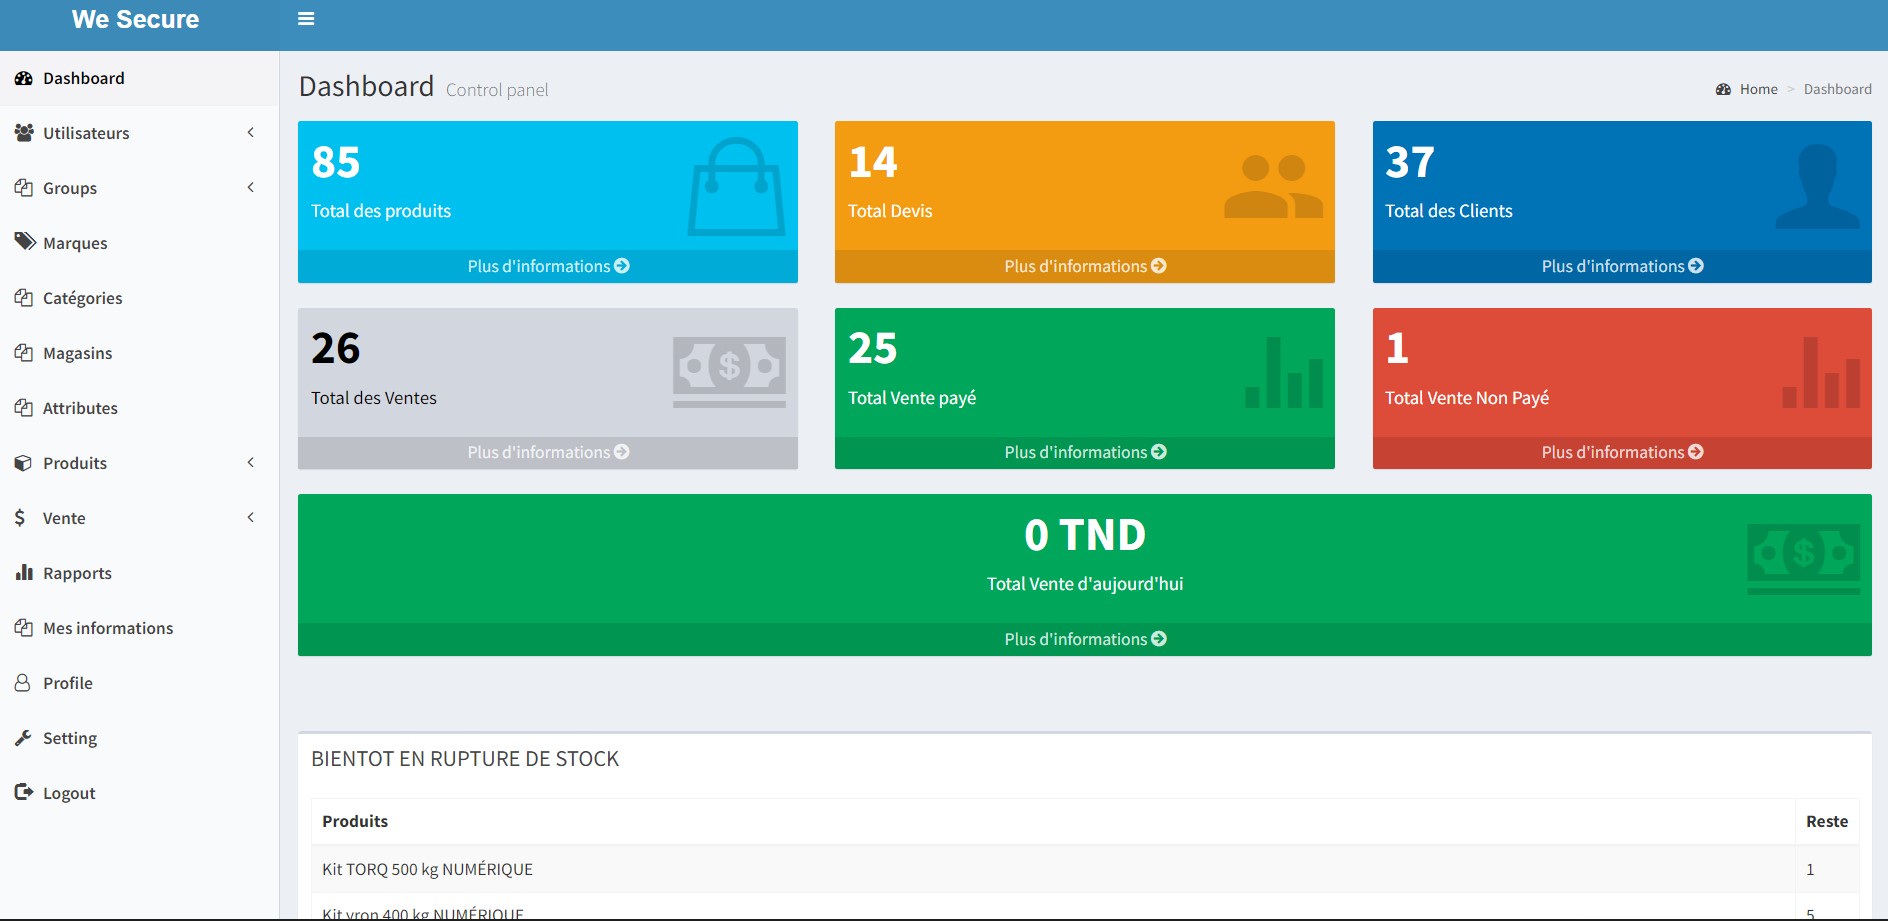 We Secure
Dashboard
Utilisateurs
Groups
Marques
Catégories
Magasins
Attributes
Produits
Vente
Rapports
Mes informations
Profile
Setting
Logout
Dashboard Control panel
Home > Dashboard
85
Total des produits
Plus d'informations
14
Total Devis
Plus d'informations
37
Total des Clients
Plus d'informations
26
Total des Ventes
Plus d'informations
25
Total Vente payé
Plus d'informations
1
Total Vente Non Payé
Plus d'informations
0 TND
Total Vente d'aujourd'hui
Plus d'informations
BIENTOT EN RUPTURE DE STOCK
Produits Reste
Kit TORQ 500 kg NUMÉRIQUE 1
Kit vron 400 kg NUMÉRIQUE 5